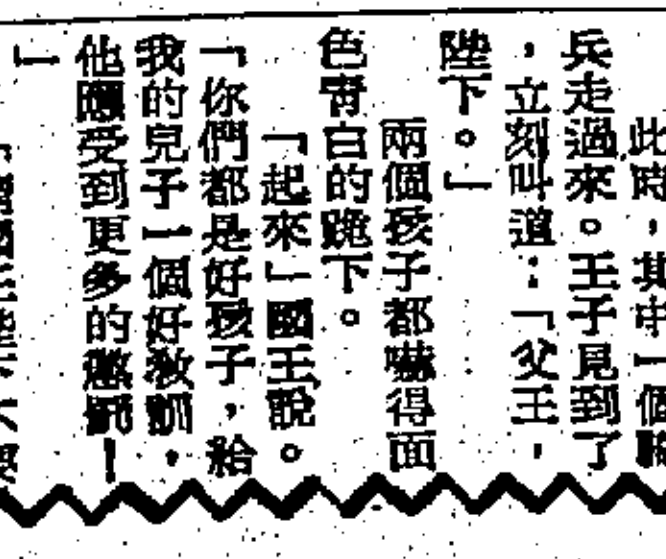 此時，其中一個騎
兵走過來。王子見到了
，立刻叫道：「父王，
陛下。」
兩個孩子都嚇得面
色青白的跪下。
「起來」國王說。
「你們都是好孩子，給
我的兒子一個好教訓，
他應受到更多的懲罰！
」